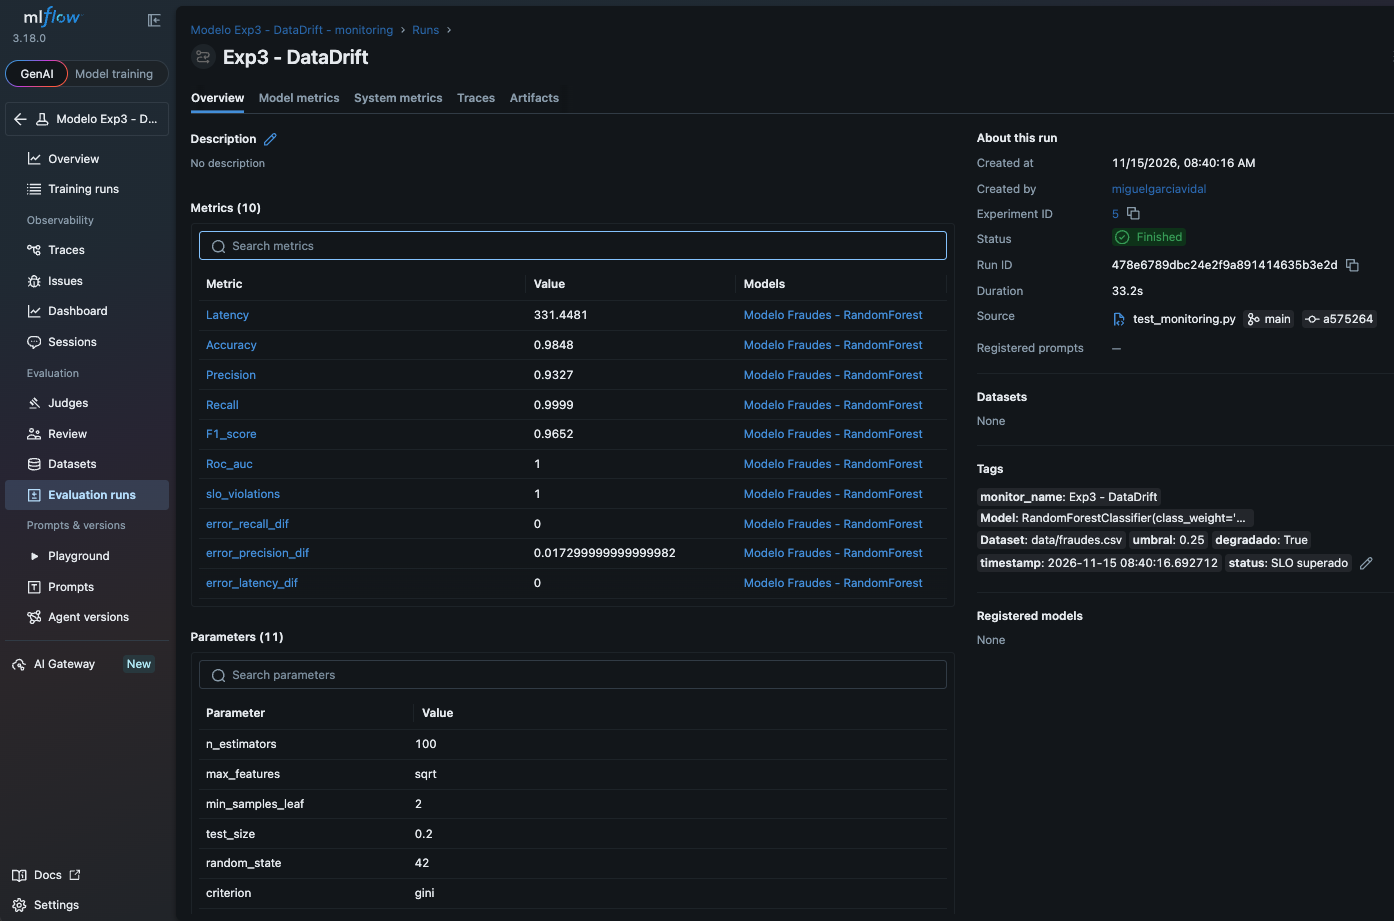 mlflow
3.18.0
GenAI Model training
Modelo Exp3 - D...
Overview
Training runs
Observability
Traces
Issues
Dashboard
Sessions
Evaluation
Judges
Review
Datasets
Evaluation runs
Prompts & versions
Playground
Prompts
Agent versions
AI Gateway New
Docs
Settings
Modelo Exp3 - DataDrift - monitoring > Runs >
Exp3 - DataDrift
Overview Model metrics System metrics Traces Artifacts
Description
No description
Metrics (10)
Search metrics
Metric Value Models
Latency 331.4481 Modelo Fraudes - RandomForest
Accuracy 0.9848 Modelo Fraudes - RandomForest
Precision 0.9327 Modelo Fraudes - RandomForest
Recall 0.9999 Modelo Fraudes - RandomForest
F1_score 0.9652 Modelo Fraudes - RandomForest
Roc_auc 1 Modelo Fraudes - RandomForest
slo_violations 1 Modelo Fraudes - RandomForest
error_recall_dif 0 Modelo Fraudes - RandomForest
error_precision_dif 0.017299999999999982 Modelo Fraudes - RandomForest
error_latency_dif 0 Modelo Fraudes - RandomForest
Parameters (11)
Search parameters
Parameter Value
n_estimators 100
max_features sqrt
min_samples_leaf 2
test_size 0.2
random_state 42
criterion gini
About this run
Created at 11/15/2026, 08:40:16 AM
Created by miguelgarciavidal
Experiment ID 5
Status Finished
Run ID 478e6789dbc24e2f9a891414635b3e2d
Duration 33.2s
Source test_monitoring.py main a575264
Registered prompts —
Datasets
None
Tags
monitor_name: Exp3 - DataDrift
Model: RandomForestClassifier(class_weight='...
Dataset: data/fraudes.csv umbral: 0.25 degradado: True
timestamp: 2026-11-15 08:40:16.692712 status: SLO superado
Registered models
None